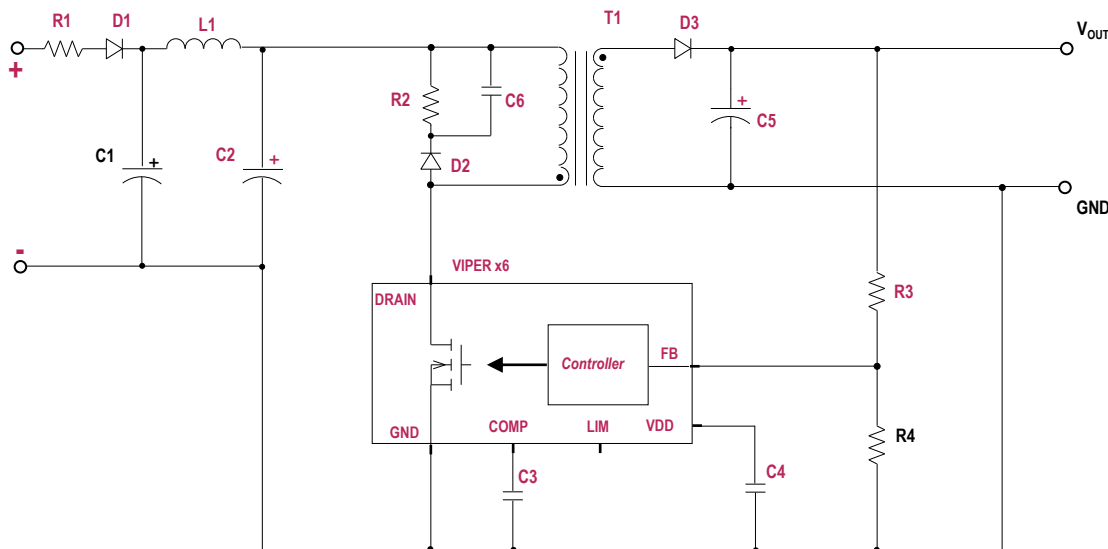 R1
D1
L1
T1
D3
VOUT
+
R2
C6
+
C5
C1
+
C2
+
D2
GND
-
VIPER x6
DRAIN
R3
Controller
FB
GND
COMP
LIM
VDD
R4
C3
C4